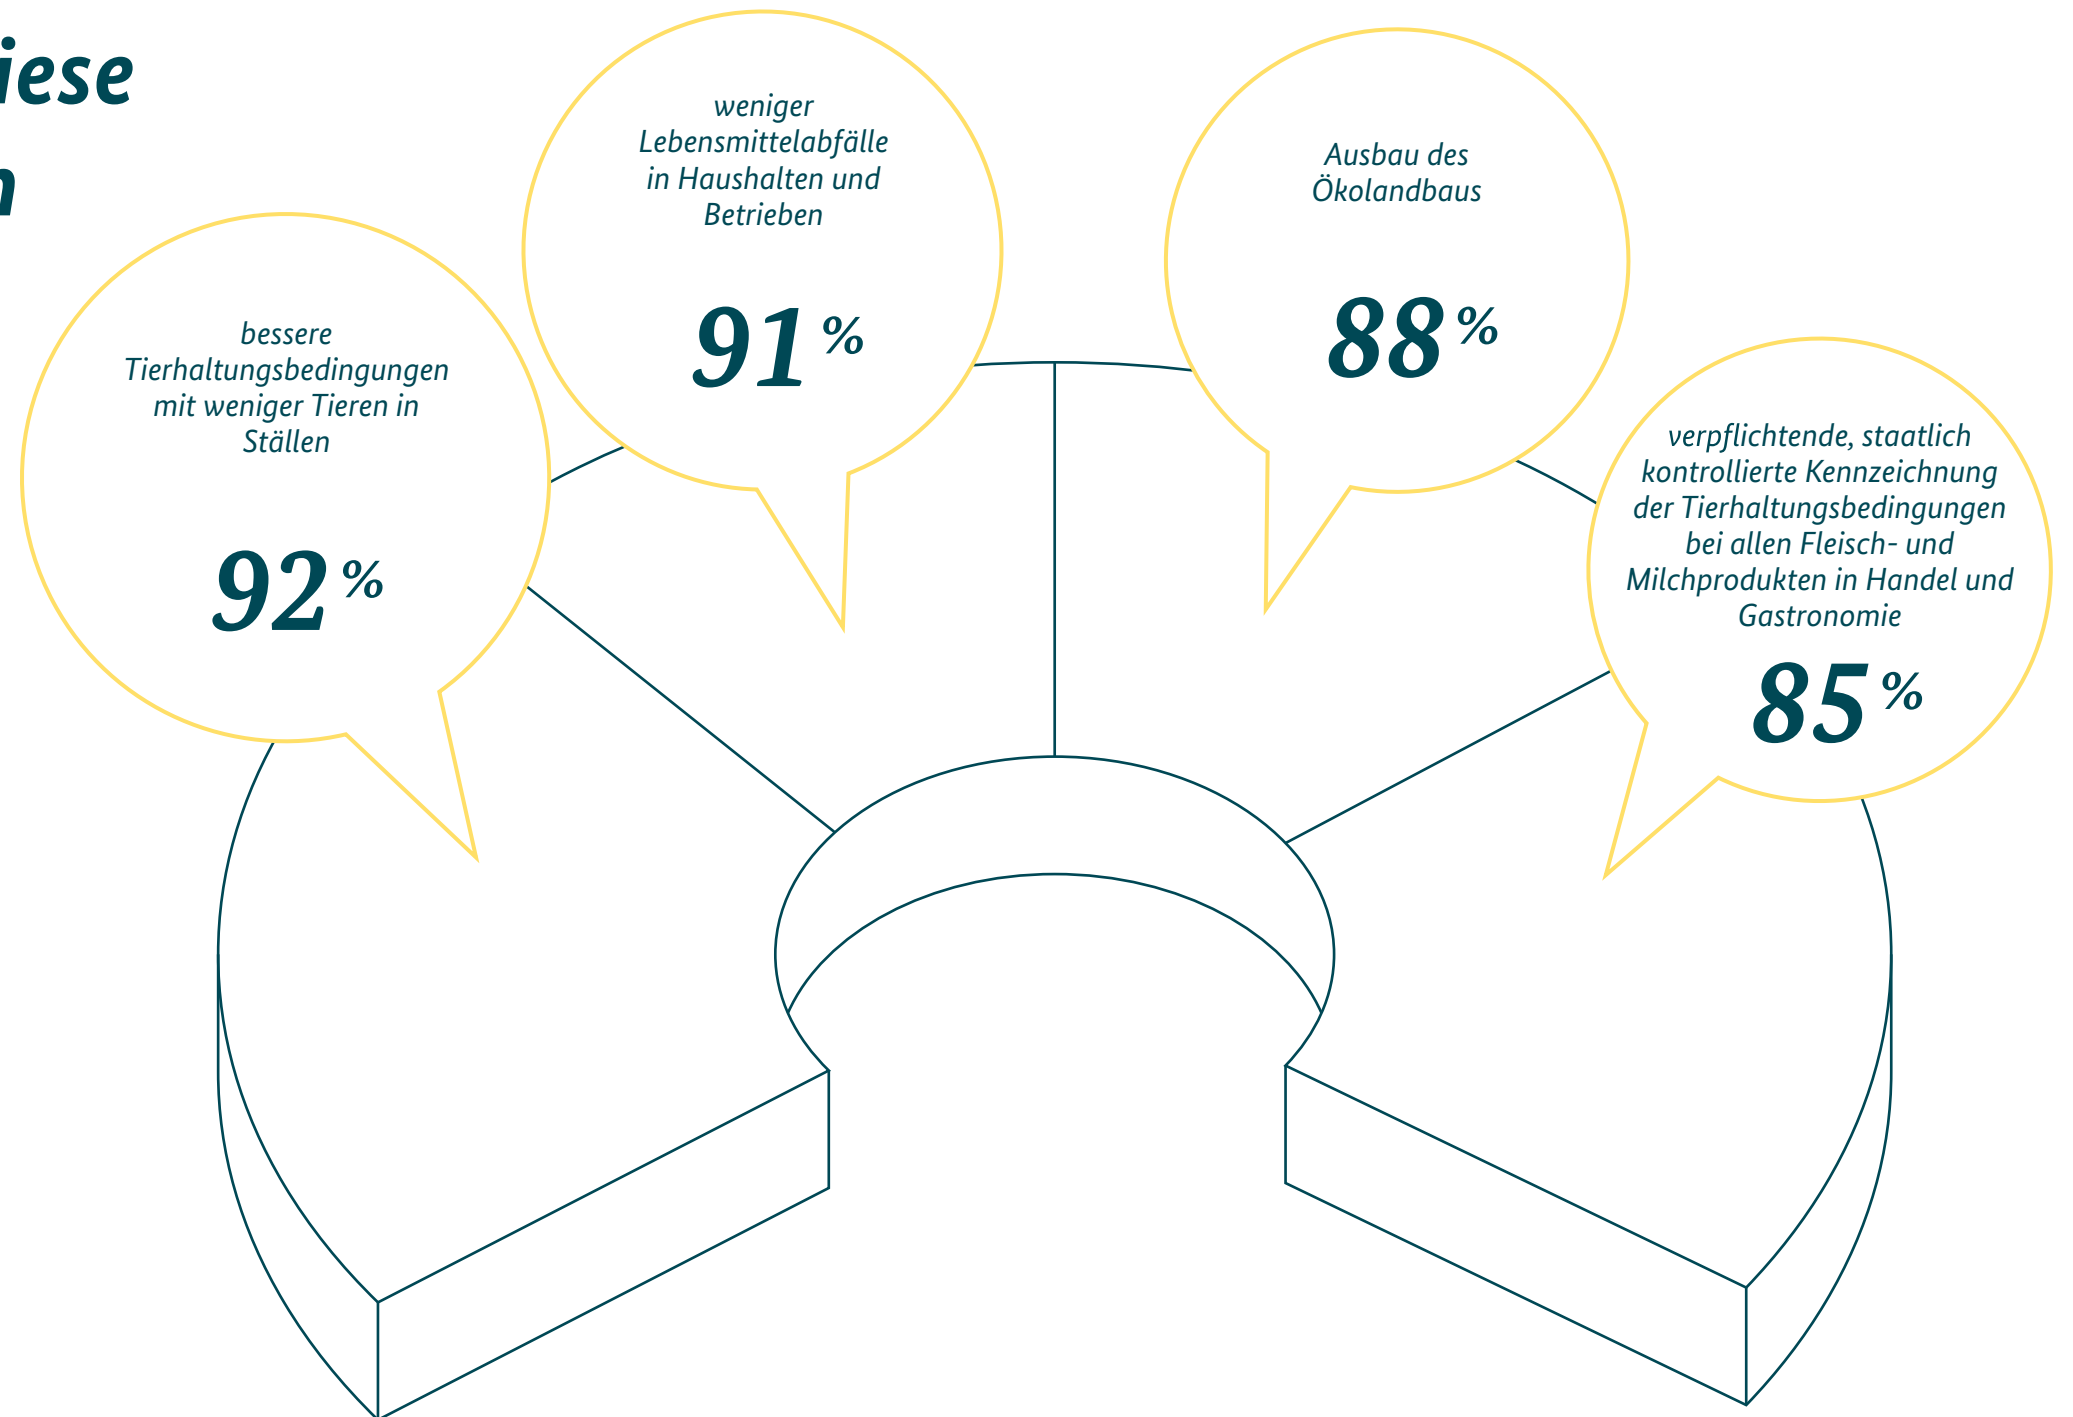 weniger
Lebensmittelabfälle
in Haushalten und
Betrieben
91 %
Ausbau des
Ökolandbaus
88 %
bessere
Tierhaltungsbedingungen
mit weniger Tieren in
Ställen
92 %
verpflichtende, staatlich
kontrollierte Kennzeichnung
der Tierhaltungsbedingungen
bei allen Fleisch- und
Milchprodukten in Handel und
Gastronomie
85 %